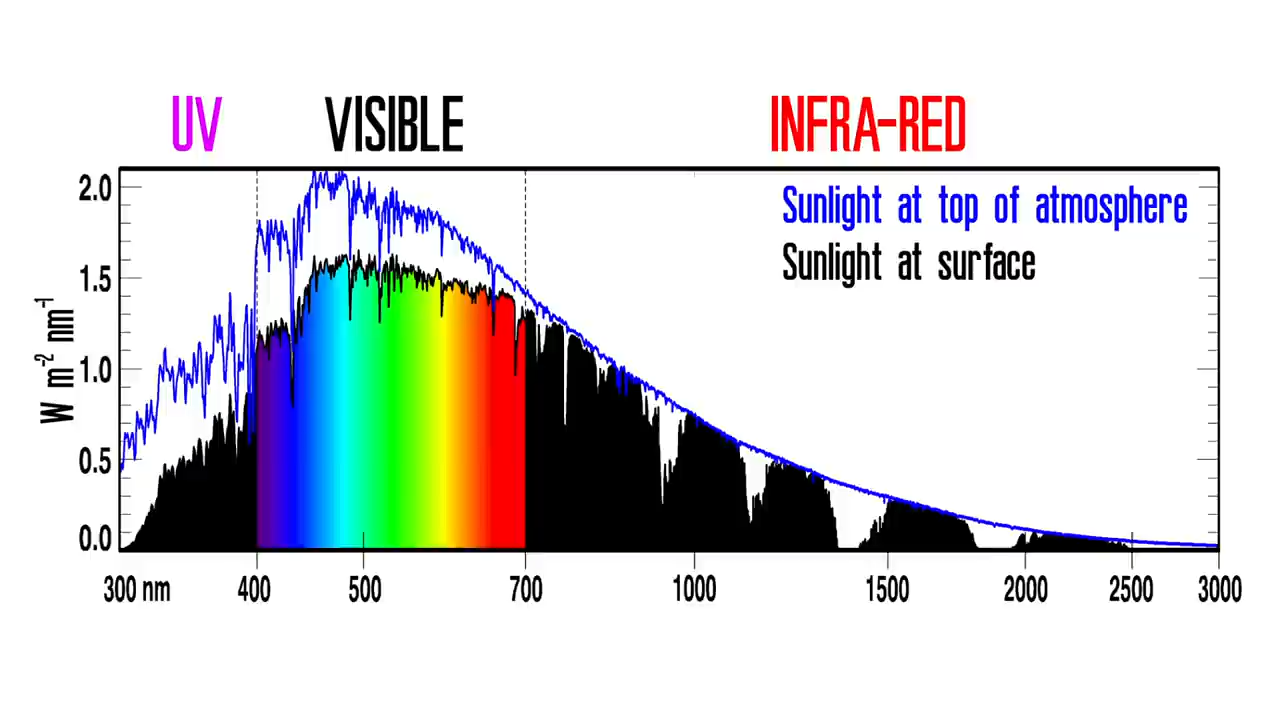 UV VISIBLE INFRA-RED
Sunlight at top of atmosphere
Sunlight at surface
W m-2 nm-1
2.0
1.5
1.0
0.5
0.0
300 nm 400 500 700 1000 1500 2000 2500 3000